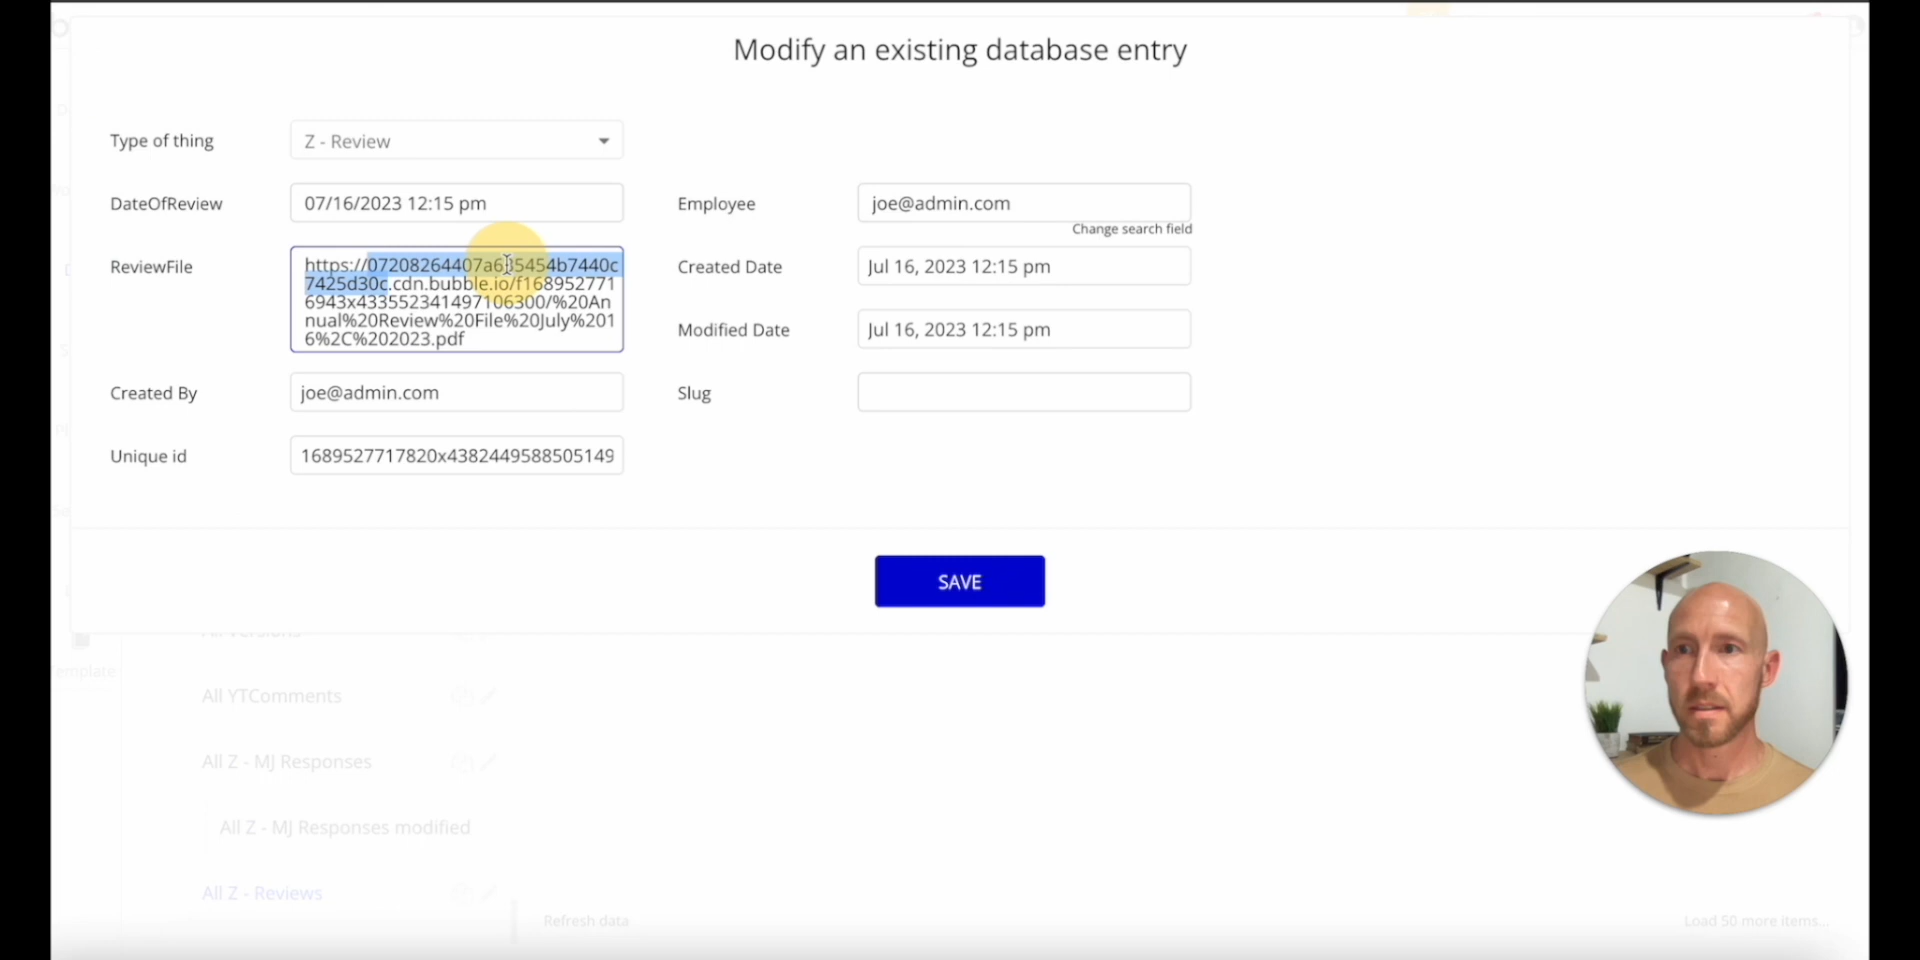 Modify an existing database entry
Type of thing
Z - Review
DateOfReview
07/16/2023 12:15 pm
Employee
joe@admin.com
Change search field
ReviewFile
https://07208264407a635454b7440c
7425d30c.cdn.bubble.io/f168952771
6943x433552341497106300/%20An
nual%20Review%20File%20July%201
6%2C%202023.pdf
Created Date
Jul 16, 2023 12:15 pm
Modified Date
Jul 16, 2023 12:15 pm
Created By
joe@admin.com
Slug
Unique id
1689527717820x4382449588505149
SAVE
All Versions
All YTComments
All Z - MJ Responses
All Z - MJ Responses modified
All Z - Reviews
Refresh data
Load 50 more items...